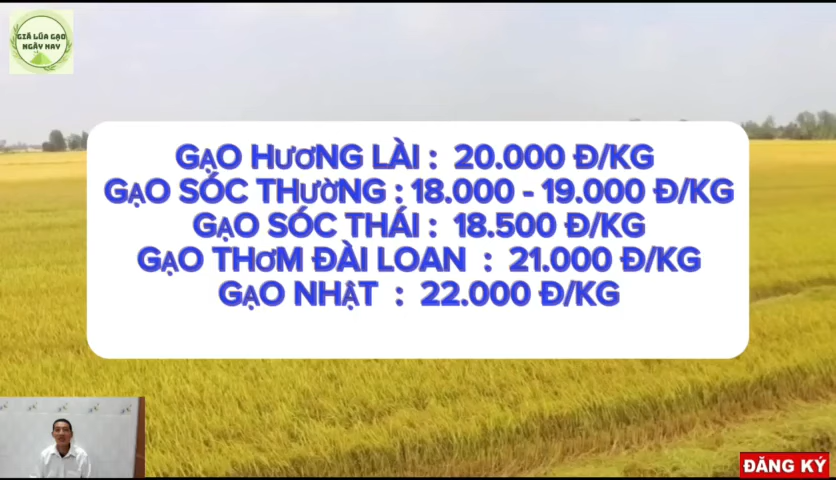 GIÁ LÚA GẠO
NGÀY NAY
GẠO HƯƠNG LÀI : 20.000 Đ/KG
GẠO SÓC THƯỜNG : 18.000 - 19.000 Đ/KG
GẠO SÓC THÁI : 18.500 Đ/KG
GẠO THƠM ĐÀI LOAN : 21.000 Đ/KG
GẠO NHẬT : 22.000 Đ/KG
ĐĂNG KÝ